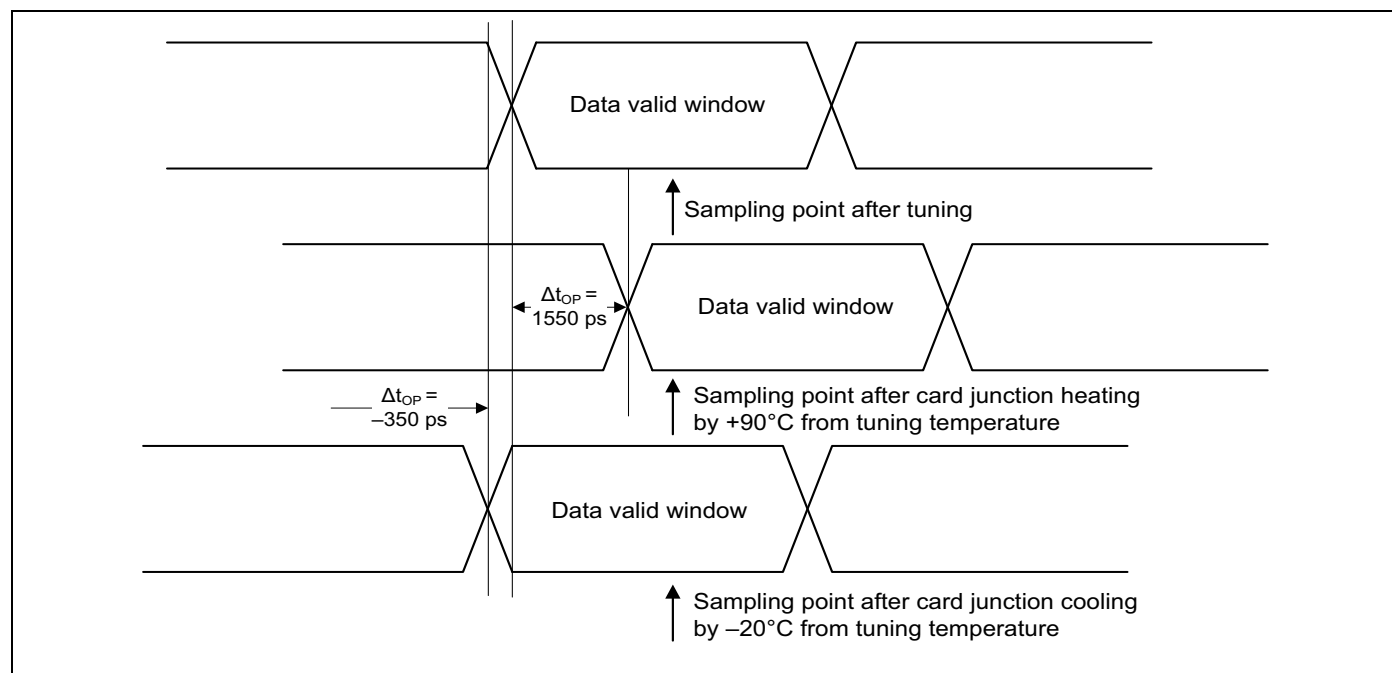 Data valid window
Sampling point after tuning
Δt_OP =
1550 ps
Data valid window
Δt_OP =
–350 ps
Sampling point after card junction heating
by +90°C from tuning temperature
Data valid window
Sampling point after card junction cooling
by –20°C from tuning temperature